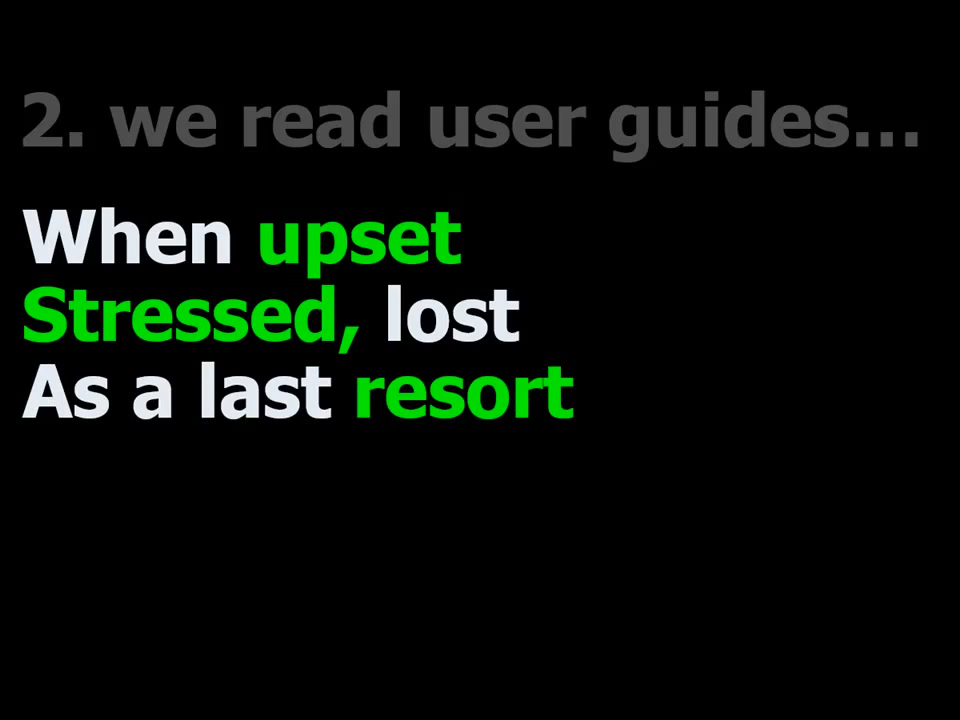 2. we read user guides…
When upset
Stressed, lost
As a last resort